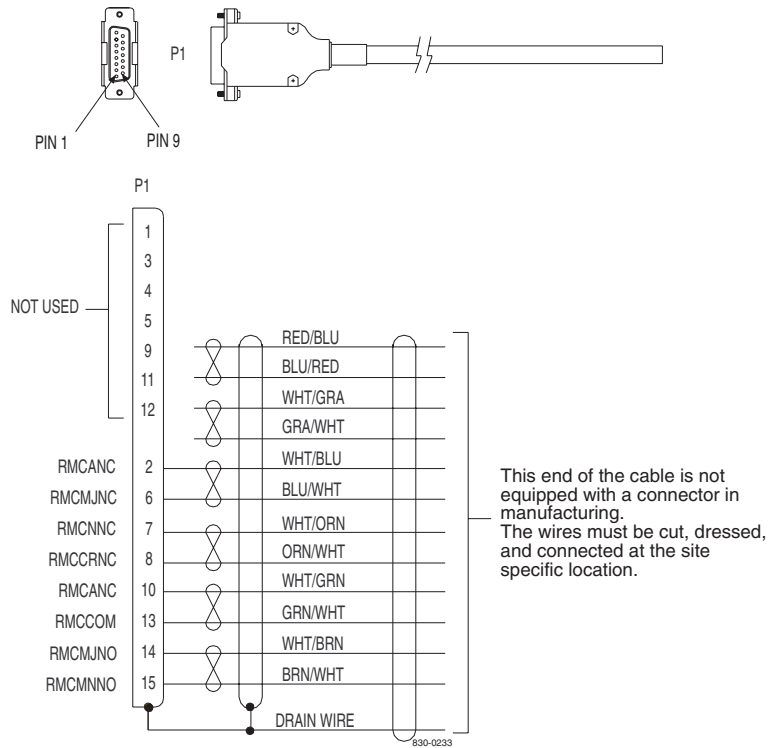 P1
PIN 1
PIN 9
P1
1
3
4
NOT USED
5
RED/BLU
9
BLU/RED
11
WHT/GRA
12
GRA/WHT
RMCANC
2
WHT/BLU
RMCMJNC
6
BLU/WHT
RMCNNC
7
WHT/ORN
RMCCRNC
8
ORN/WHT
RMCANC
10
WHT/GRN
RMCCOM
13
GRN/WHT
RMCMJNO
14
WHT/BRN
RMCMNNO
15
BRN/WHT
DRAIN WIRE
This end of the cable is not
equipped with a connector in
manufacturing.
The wires must be cut, dressed,
and connected at the site
specific location.
830-0233